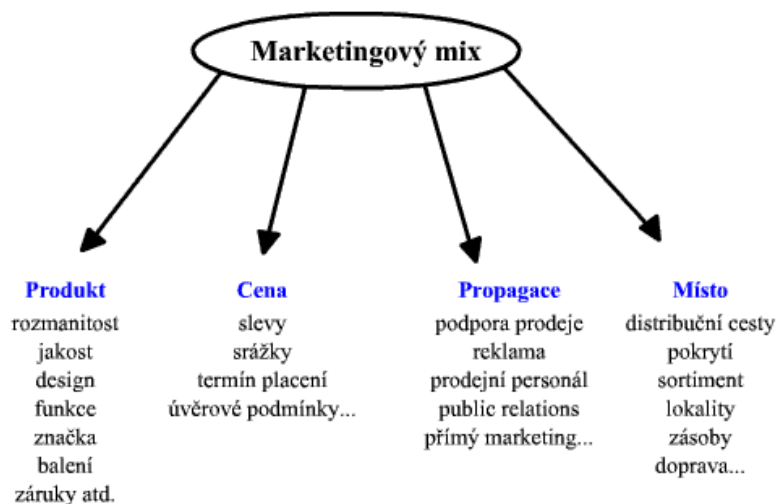 Marketingový mix
Produkt
rozmanitost
jakost
design
funkce
značka
balení
záruky atd.
Cena
slevy
srážky
termín placení
úvěrové podmínky...
Propagace
podpora prodeje
reklama
prodejní personál
public relations
přímý marketing...
Místo
distribuční cesty
pokrytí
sortiment
lokality
zásoby
doprava...